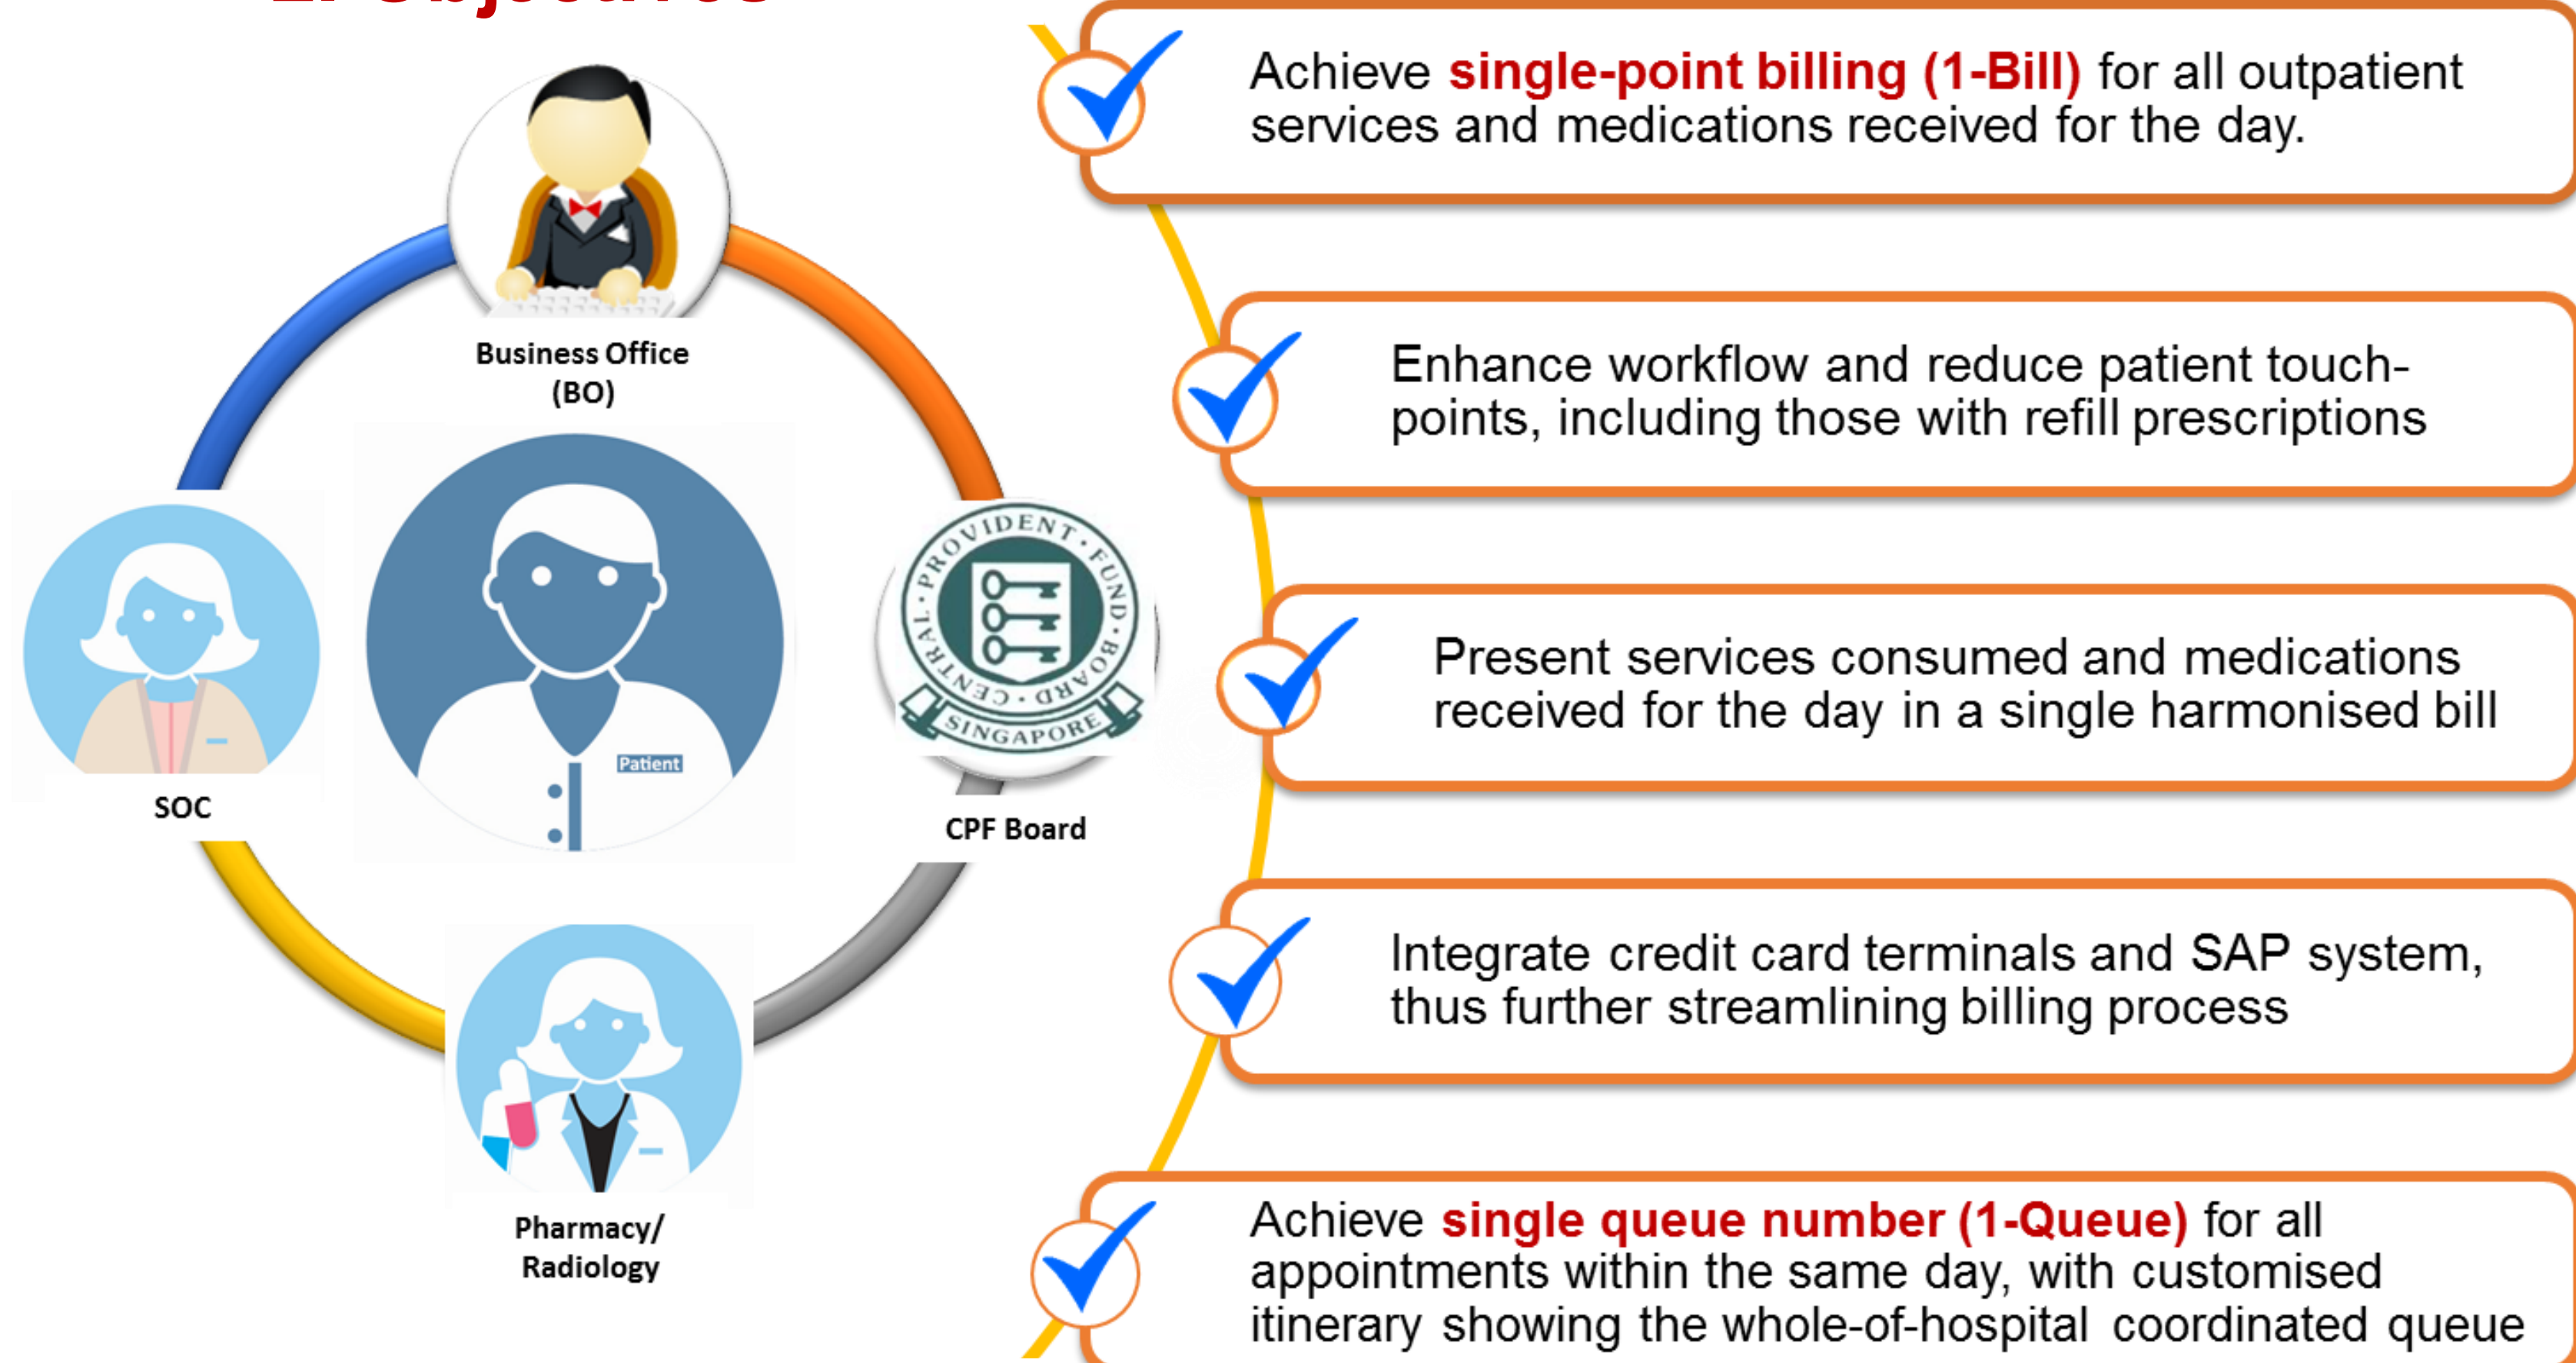 2. Objectives
Business Office
(BO)
SOC
Patient
CENTRAL · PROVIDENT · FUND · BOARD ·
SINGAPORE
CPF Board
Pharmacy/
Radiology
Achieve single-point billing (1-Bill) for all outpatient
services and medications received for the day.
Enhance workflow and reduce patient touch-
points, including those with refill prescriptions
Present services consumed and medications
received for the day in a single harmonised bill
Integrate credit card terminals and SAP system,
thus further streamlining billing process
Achieve single queue number (1-Queue) for all
appointments within the same day, with customised
itinerary showing the whole-of-hospital coordinated queue